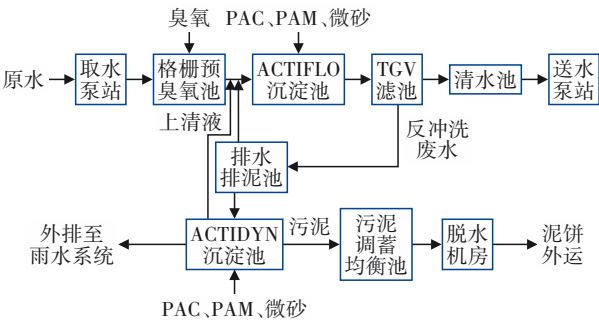 臭氧
PAC、PAM、微砂
原水
取水
泵站
格栅预
臭氧池
ACTIFLO
沉淀池
TGV
滤池
清水池
送水
泵站
上清液
反冲洗
废水
排水
排泥池
外排至
雨水系统
ACTIDYN
沉淀池
污泥
污泥
调蓄
均衡池
脱水
机房
泥饼
外运
PAC、PAM、微砂